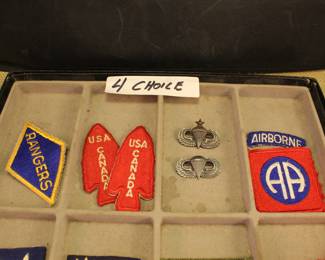 4 CHOICE
RANGERS
USA
CANADA
USA
CANADA
AIRBORNE
AA